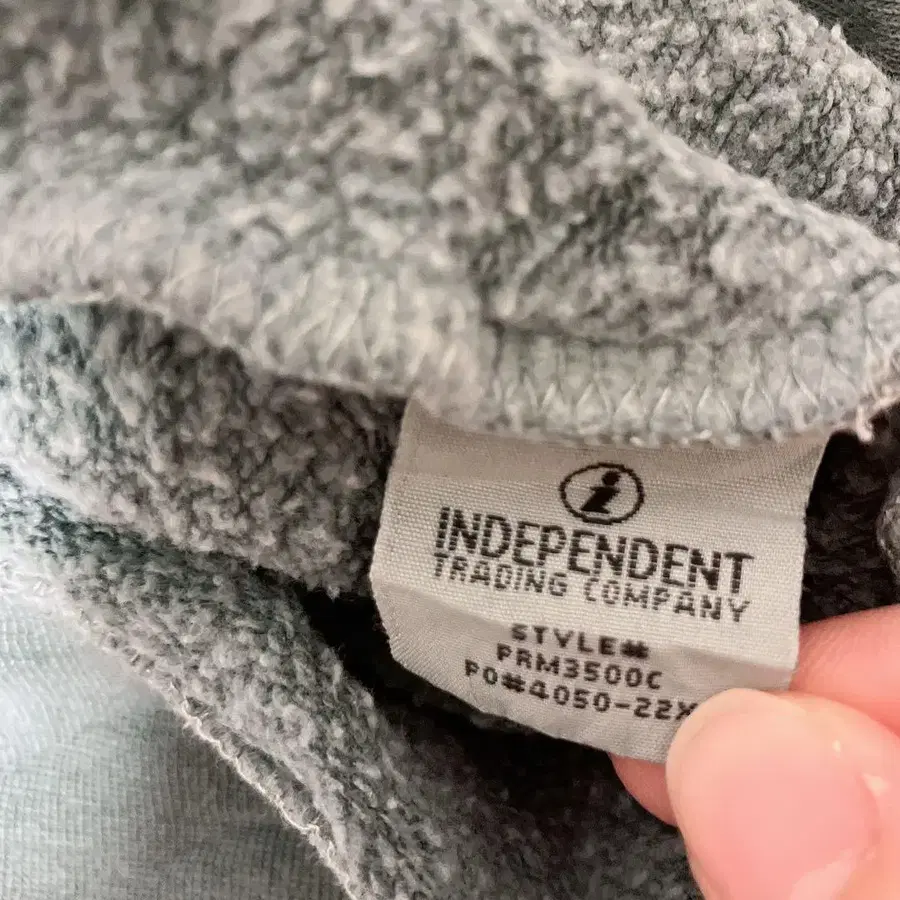 i
INDEPENDENT
TRADING COMPANY
STYLE#
PRM3500C
PO#4050-22X